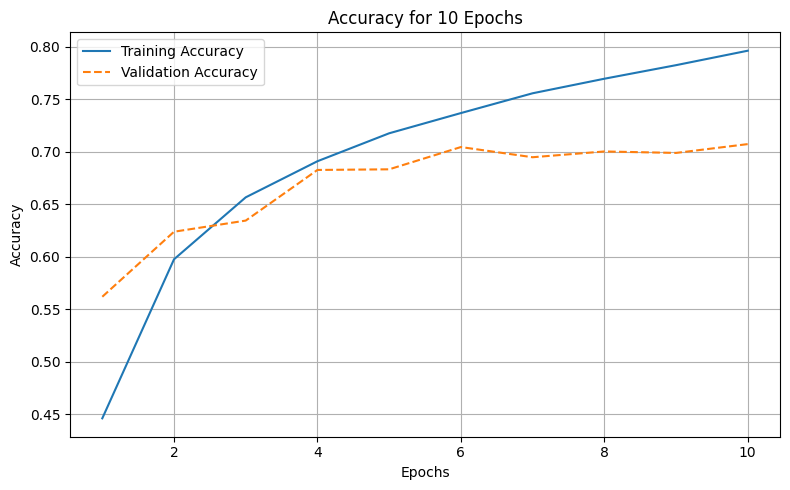 Accuracy for 10 Epochs
Training Accuracy
Validation Accuracy
0.80
0.75
0.70
0.65
0.60
0.55
0.50
0.45
Accuracy
2 4 6 8 10
Epochs